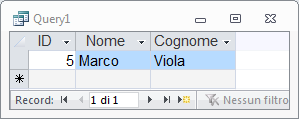 Query1
ID Nome Cognome
5 Marco Viola
Record: 1 di 1 Nessun filtro